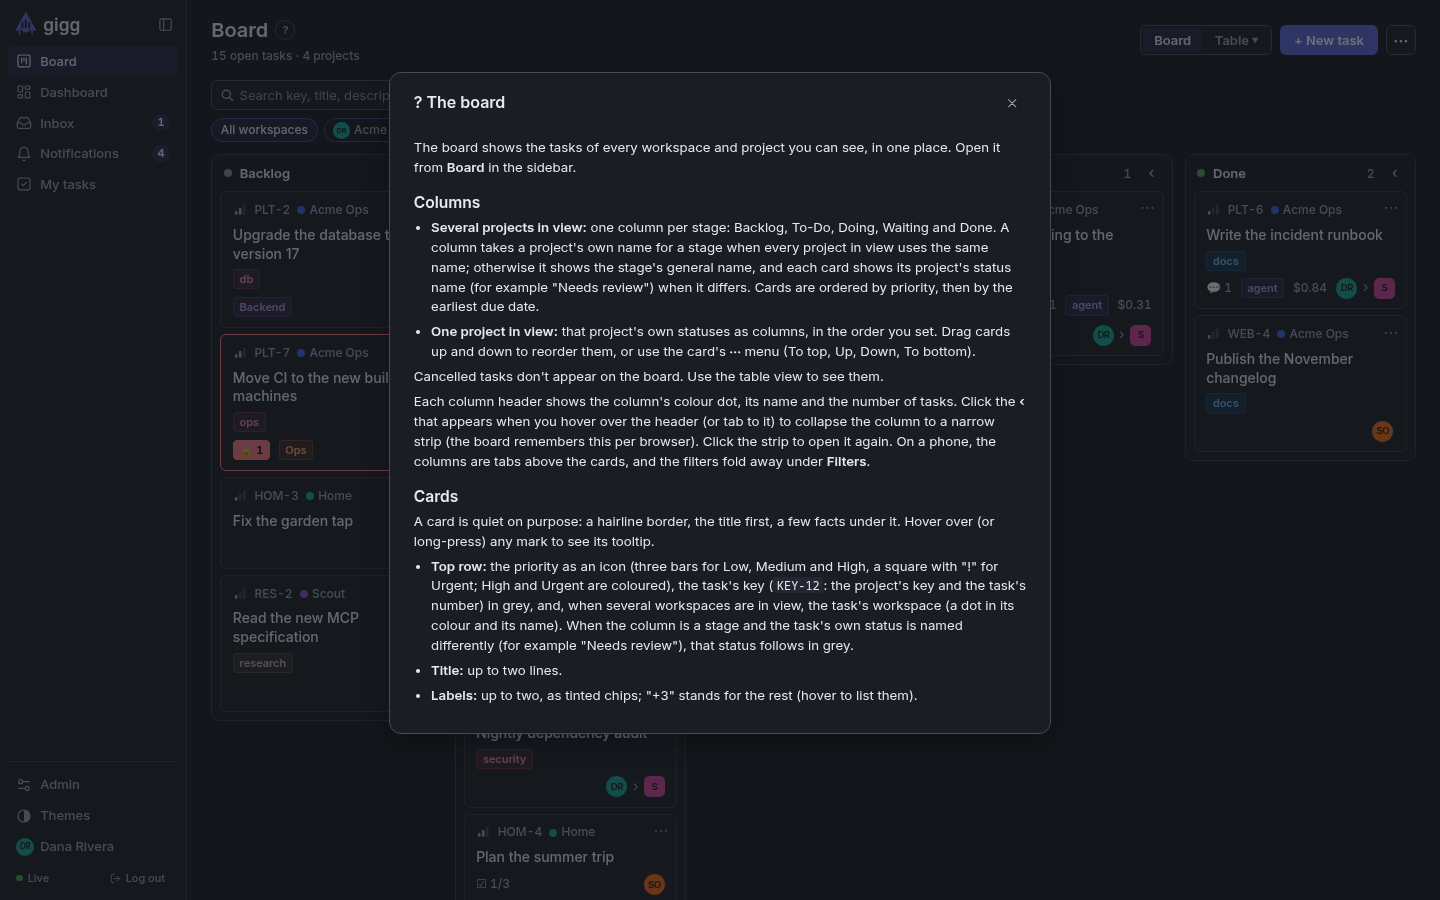 gigg
Board
Dashboard
Inbox 1
Notifications 4
My tasks
Admin
Themes
DR Dana Rivera
Live Log out
Board ?
15 open tasks · 4 projects
Board Table ▾ + New task ···
Search key, title, descrip
All workspaces DR Acme
Backlog
PLT-2 Acme Ops
Upgrade the database t
version 17
db
Backend
PLT-7 Acme Ops
Move CI to the new buil
machines
ops
🔒 1 Ops
HOM-3 Home
Fix the garden tap
RES-2 Scout
Read the new MCP
specification
research
? The board ×
The board shows the tasks of every workspace and project you can see, in one place. Open it
from Board in the sidebar.
Columns
• Several projects in view: one column per stage: Backlog, To-Do, Doing, Waiting and Done. A
column takes a project's own name for a stage when every project in view uses the same
name; otherwise it shows the stage's general name, and each card shows its project's status
name (for example "Needs review") when it differs. Cards are ordered by priority, then by the
earliest due date.
• One project in view: that project's own statuses as columns, in the order you set. Drag cards
up and down to reorder them, or use the card's ··· menu (To top, Up, Down, To bottom).
Cancelled tasks don't appear on the board. Use the table view to see them.
Each column header shows the column's colour dot, its name and the number of tasks. Click the ‹
that appears when you hover over the header (or tab to it) to collapse the column to a narrow
strip (the board remembers this per browser). Click the strip to open it again. On a phone, the
columns are tabs above the cards, and the filters fold away under Filters.
Cards
A card is quiet on purpose: a hairline border, the title first, a few facts under it. Hover over (or
long-press) any mark to see its tooltip.
• Top row: the priority as an icon (three bars for Low, Medium and High, a square with "!" for
Urgent; High and Urgent are coloured), the task's key (KEY-12: the project's key and the task's
number) in grey, and, when several workspaces are in view, the task's workspace (a dot in its
colour and its name). When the column is a stage and the task's own status is named
differently (for example "Needs review"), that status follows in grey.
• Title: up to two lines.
• Labels: up to two, as tinted chips; "+3" stands for the rest (hover to list them).
Nightly dependency audit
security
DR › S
HOM-4 Home ···
Plan the summer trip
☑ 1/3 SO
1 ‹
cme Ops ···
ing to the
1 agent $0.31
DR › S
Done 2 ‹
PLT-6 Acme Ops ···
Write the incident runbook
docs
💬 1 agent $0.84 DR › S
WEB-4 Acme Ops ···
Publish the November
changelog
docs
SO